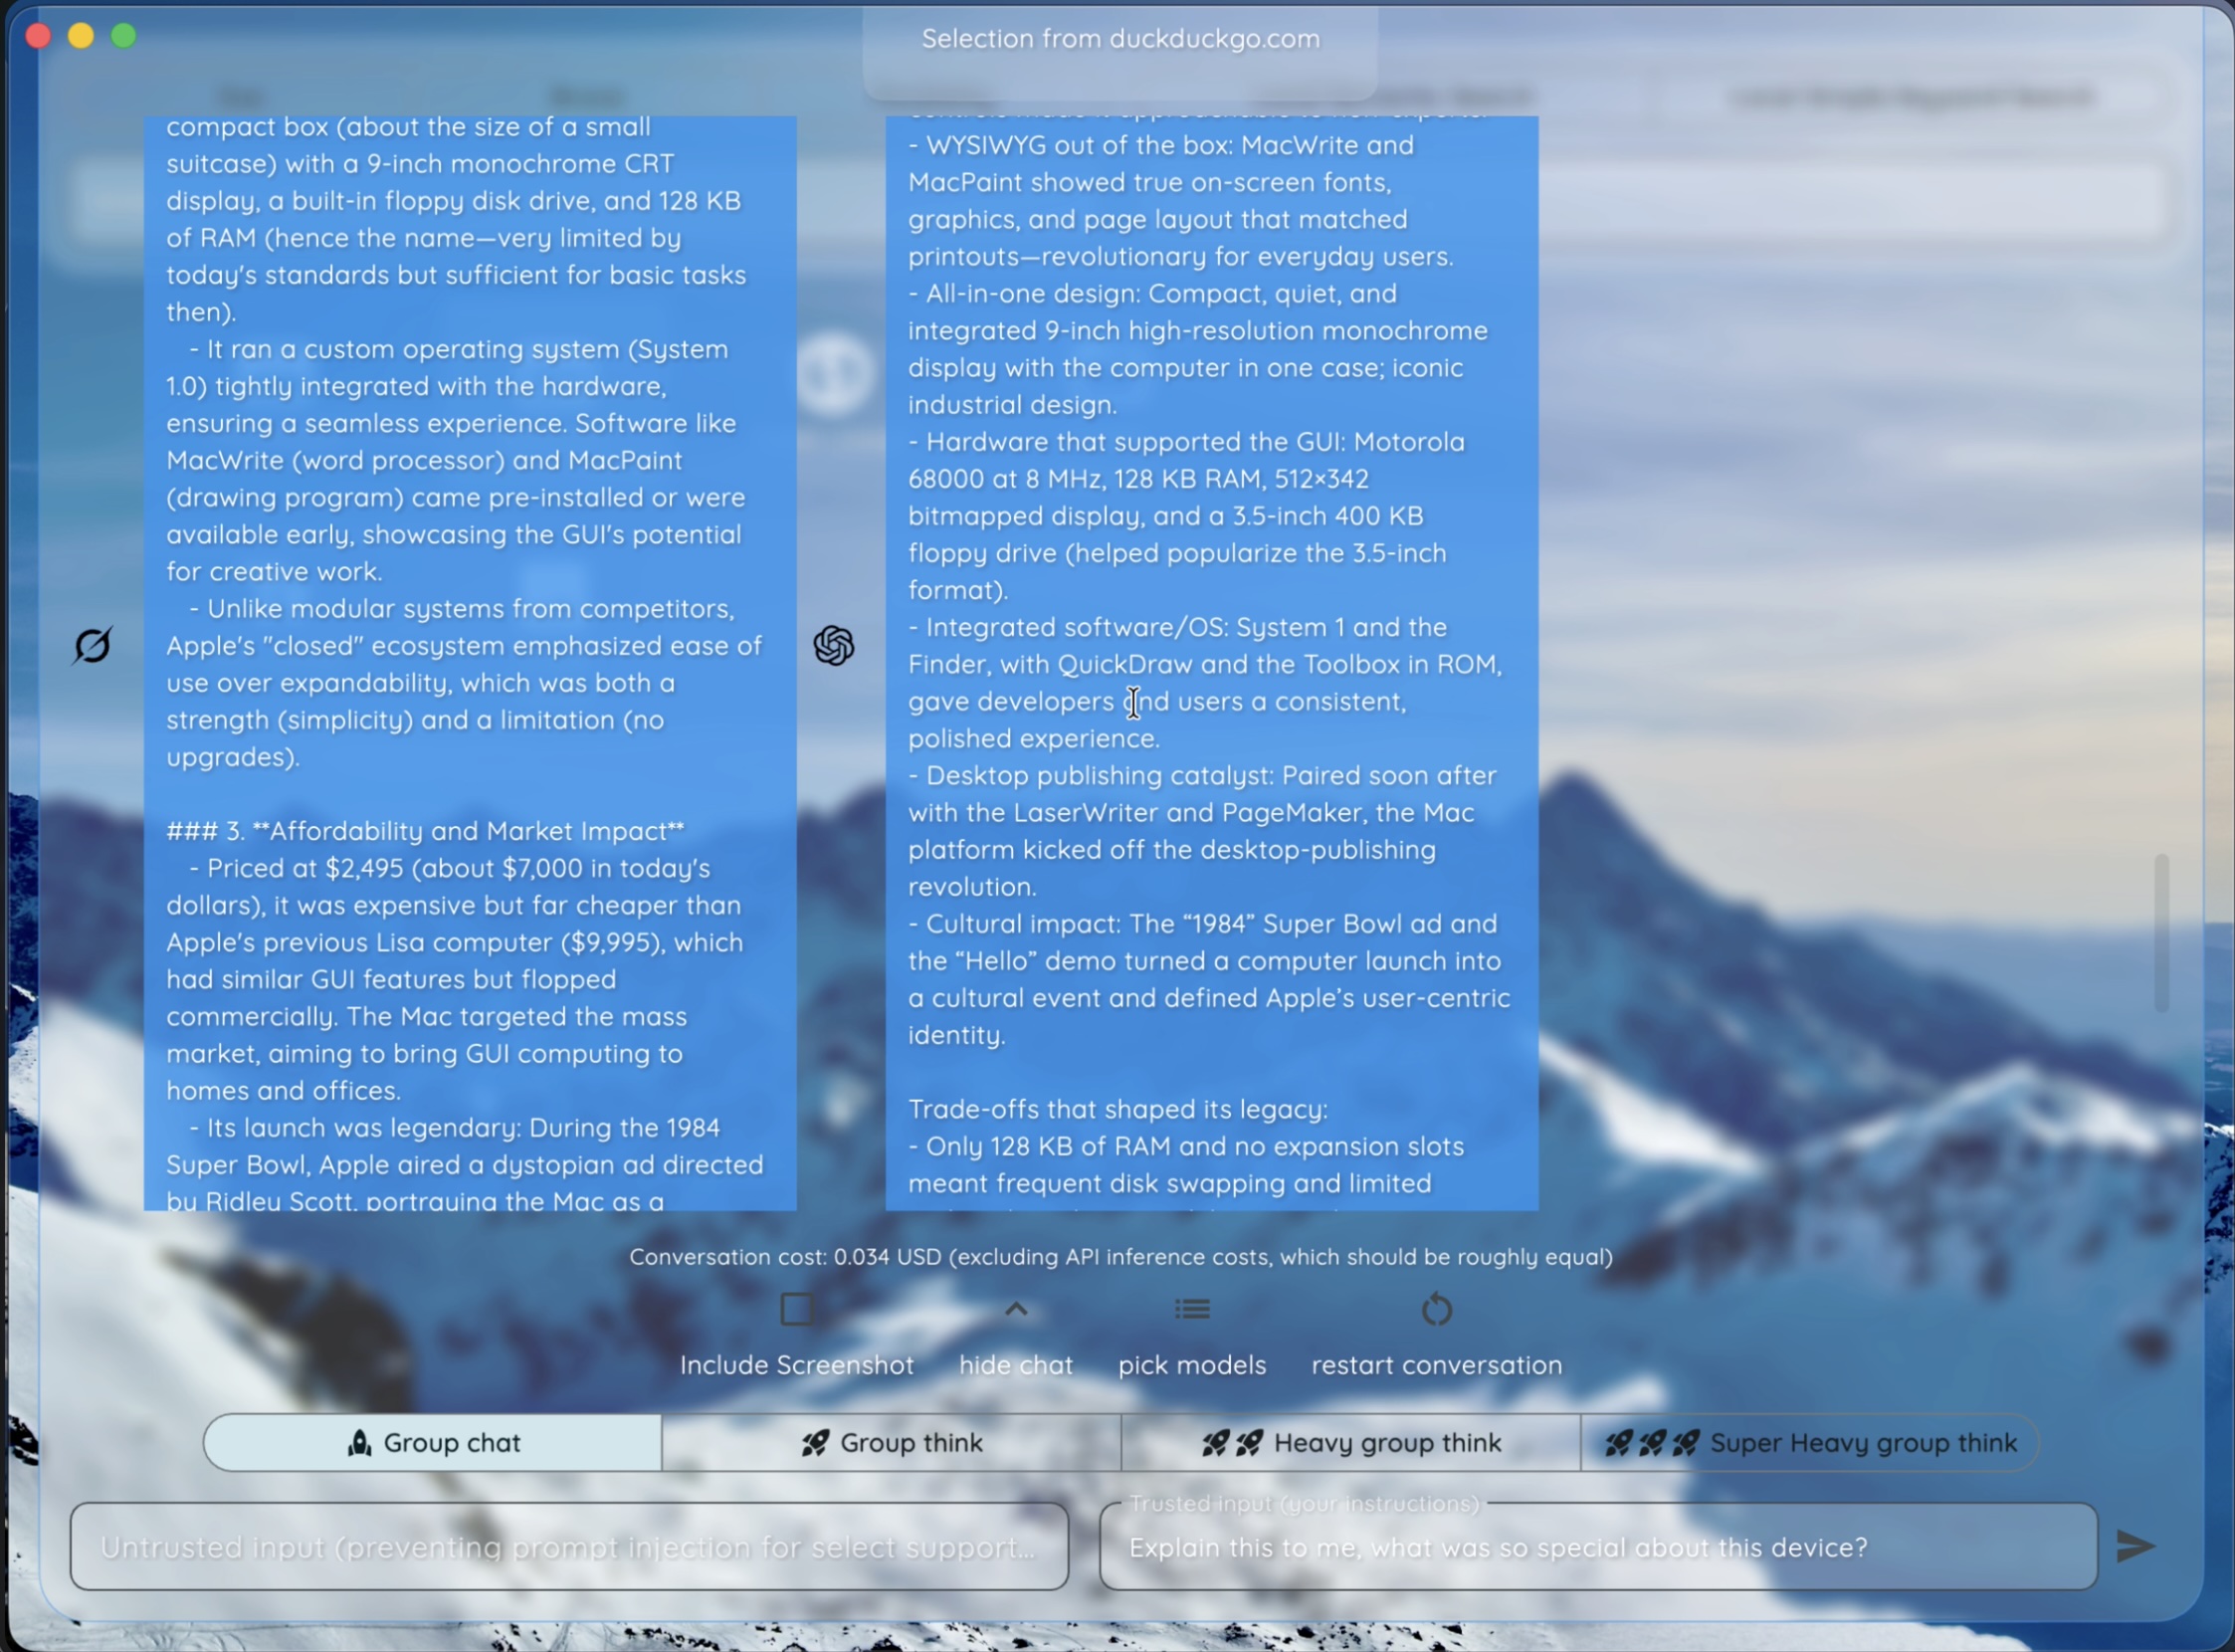 Selection from duckduckgo.com
compact box (about the size of a small
suitcase) with a 9-inch monochrome CRT
display, a built-in floppy disk drive, and 128 KB
of RAM (hence the name—very limited by
today's standards but sufficient for basic tasks
then).
- It ran a custom operating system (System
1.0) tightly integrated with the hardware,
ensuring a seamless experience. Software like
MacWrite (word processor) and MacPaint
(drawing program) came pre-installed or were
available early, showcasing the GUI's potential
for creative work.
- Unlike modular systems from competitors,
Apple's "closed" ecosystem emphasized ease of
use over expandability, which was both a
strength (simplicity) and a limitation (no
upgrades).
### 3. **Affordability and Market Impact**
- Priced at $2,495 (about $7,000 in today's
dollars), it was expensive but far cheaper than
Apple's previous Lisa computer ($9,995), which
had similar GUI features but flopped
commercially. The Mac targeted the mass
market, aiming to bring GUI computing to
homes and offices.
- Its launch was legendary: During the 1984
Super Bowl, Apple aired a dystopian ad directed
by Ridley Scott, portraying the Mac as a
- WYSIWYG out of the box: MacWrite and
MacPaint showed true on-screen fonts,
graphics, and page layout that matched
printouts—revolutionary for everyday users.
- All-in-one design: Compact, quiet, and
integrated 9-inch high-resolution monochrome
display with the computer in one case; iconic
industrial design.
- Hardware that supported the GUI: Motorola
68000 at 8 MHz, 128 KB RAM, 512×342
bitmapped display, and a 3.5-inch 400 KB
floppy drive (helped popularize the 3.5-inch
format).
- Integrated software/OS: System 1 and the
Finder, with QuickDraw and the Toolbox in ROM,
gave developers and users a consistent,
polished experience.
- Desktop publishing catalyst: Paired soon after
with the LaserWriter and PageMaker, the Mac
platform kicked off the desktop-publishing
revolution.
- Cultural impact: The “1984” Super Bowl ad and
the “Hello” demo turned a computer launch into
a cultural event and defined Apple’s user-centric
identity.
Trade-offs that shaped its legacy:
- Only 128 KB of RAM and no expansion slots
meant frequent disk swapping and limited
Conversation cost: 0.034 USD (excluding API inference costs, which should be roughly equal)
Include Screenshot hide chat pick models restart conversation
Group chat Group think Heavy group think Super Heavy group think
Trusted input (your instructions)
Untrusted input (preventing prompt injection for select support... Explain this to me, what was so special about this device?